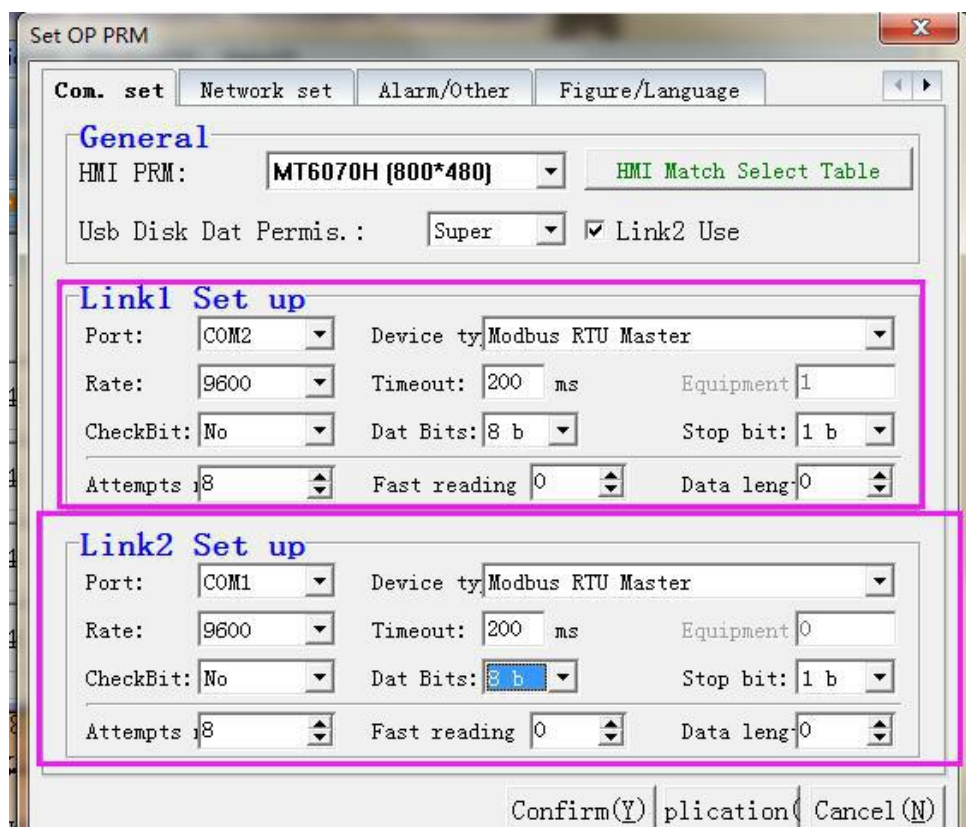 Set OP PRM
Com. set Network set Alarm/Other Figure/Language
General
HMI PRM: MT6070H (800*480) HMI Match Select Table
Usb Disk Dat Permis.: Super Link2 Use
Link1 Set up
Port: COM2 Device ty Modbus RTU Master
Rate: 9600 Timeout: 200 ms Equipment 1
CheckBit: No Dat Bits: 8 b Stop bit: 1 b
Attempts 8 Fast reading 0 Data leng 0
Link2 Set up
Port: COM1 Device ty Modbus RTU Master
Rate: 9600 Timeout: 200 ms Equipment 0
CheckBit: No Dat Bits: 8 b Stop bit: 1 b
Attempts 8 Fast reading 0 Data leng 0
Confirm(Y) plication( Cancel(N)